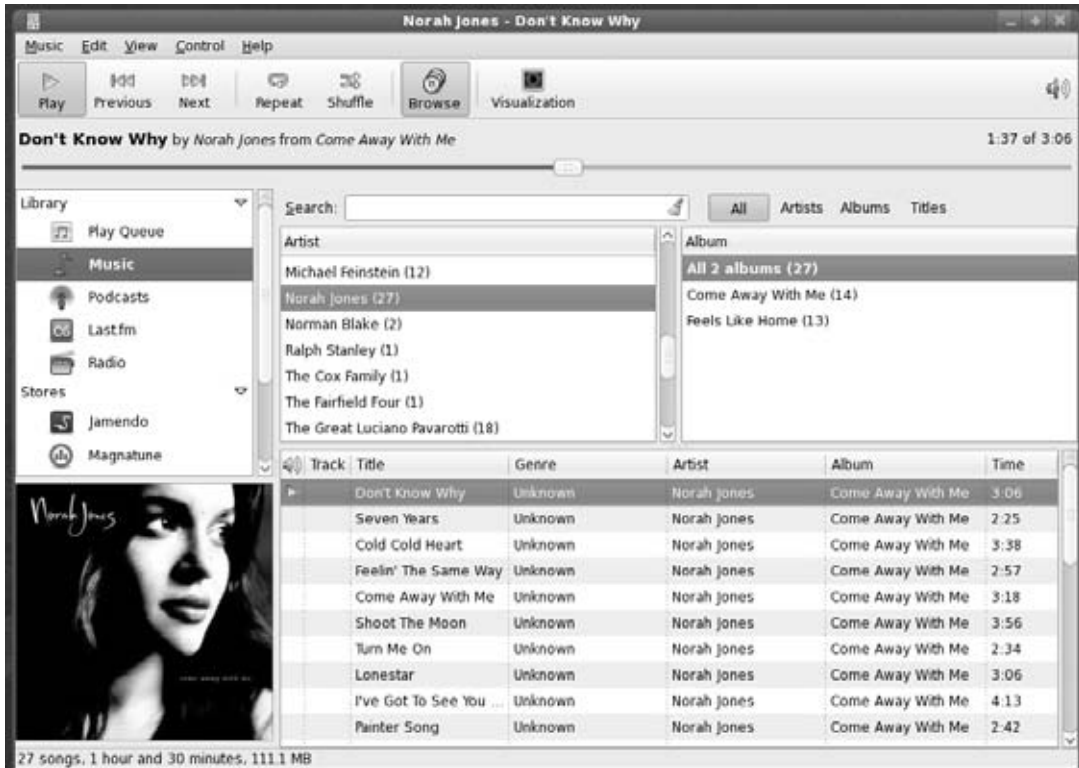 Norah Jones - Don't Know Why
Music Edit View Control Help
Play Previous Next Repeat Shuffle Browse Visualization
Don't Know Why by Norah Jones from Come Away With Me 1:37 of 3:06
Library
Play Queue
Music
Podcasts
Last.fm
Radio
Stores
Jamendo
Magnatune
Search: All Artists Albums Titles
Artist
Michael Feinstein (12)
Norah Jones (27)
Norman Blake (2)
Ralph Stanley (1)
The Cox Family (1)
The Fairfield Four (1)
The Great Luciano Pavarotti (18)
Album
All 2 albums (27)
Come Away With Me (14)
Feels Like Home (13)
Track Title Genre Artist Album Time
Don't Know Why Unknown Norah Jones Come Away With Me 3:06
Seven Years Unknown Norah Jones Come Away With Me 2:25
Cold Cold Heart Unknown Norah Jones Come Away With Me 3:38
Feelin' The Same Way Unknown Norah Jones Come Away With Me 2:57
Come Away With Me Unknown Norah Jones Come Away With Me 3:18
Shoot The Moon Unknown Norah Jones Come Away With Me 3:56
Turn Me On Unknown Norah Jones Come Away With Me 2:34
Lonestar Unknown Norah Jones Come Away With Me 3:06
I've Got To See You ... Unknown Norah Jones Come Away With Me 4:13
Painter Song Unknown Norah Jones Come Away With Me 2:42
Norah Jones
come away with me
27 songs, 1 hour and 30 minutes, 111.1 MB